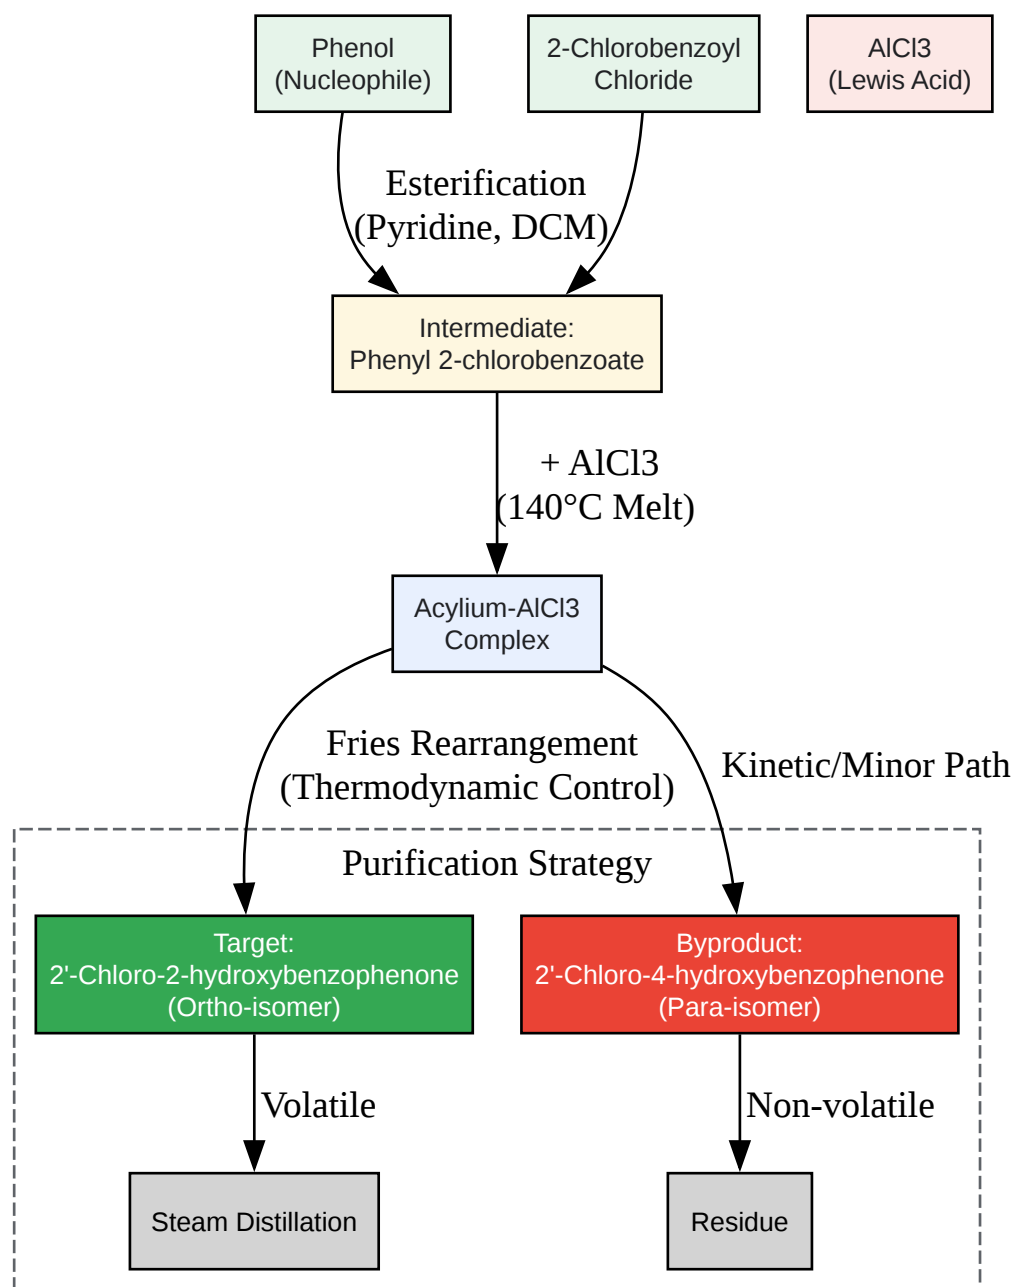 Phenol
(Nucleophile)
2-Chlorobenzoyl
Chloride
AlCl3
(Lewis Acid)
Esterification
(Pyridine, DCM)
Intermediate:
Phenyl 2-chlorobenzoate
+ AlCl3
(140°C Melt)
Acylium-AlCl3
Complex
Fries Rearrangement
(Thermodynamic Control)
Kinetic/Minor Path
Purification Strategy
Target:
2'-Chloro-2-hydroxybenzophenone
(Ortho-isomer)
Byproduct:
2'-Chloro-4-hydroxybenzophenone
(Para-isomer)
Volatile
Non-volatile
Steam Distillation
Residue